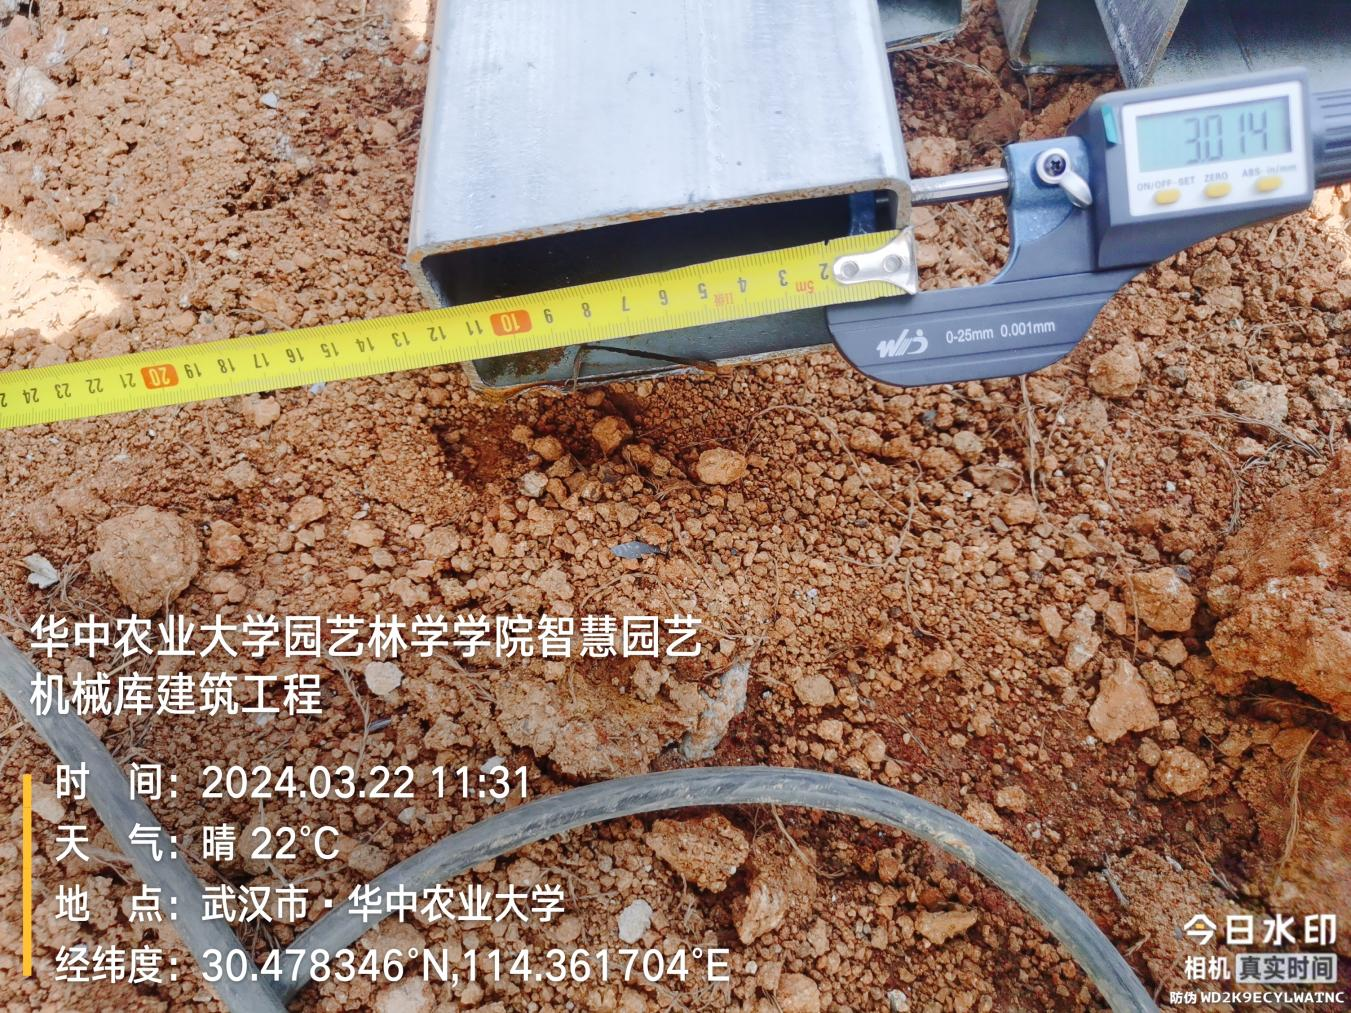 3.014
ON/OFF-SET ZERO ABS-in/mm
0-25mm 0.001mm
5m
2 3 4 5 6 7 8 9 10 11 12 13 14 15 16 17 18 19 20 21 22 23 24
华中农业大学园艺林学学院智慧园艺
机械库建筑工程
时 间：2024.03.22 11:31
天 气：晴 22°C
地 点：武汉市·华中农业大学
经纬度：30.478346°N,114.361704°E
今日水印
相机 真实时间
防伪 WD2K9ECYLWATNC